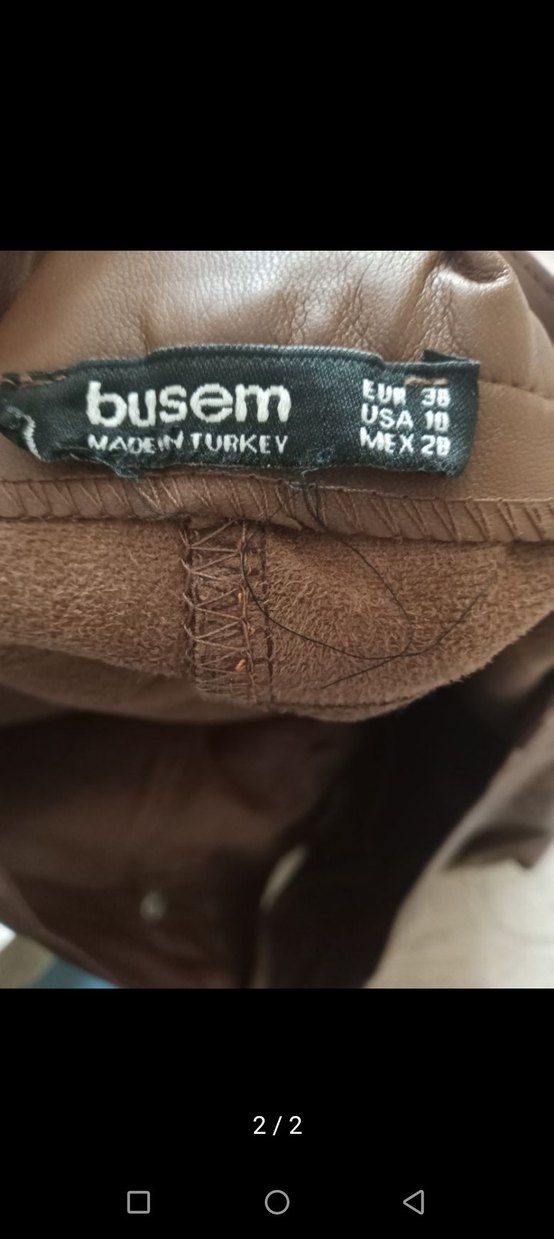 busem
MADE IN TURKEY
EUR 38
USA 10
MEX 28
2 / 2